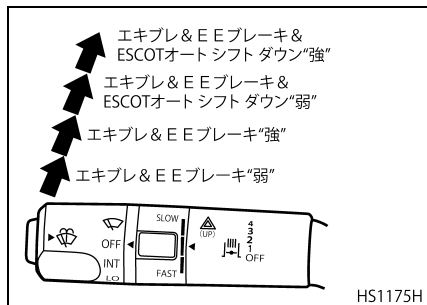 エキブレ&EEブレーキ&
ESCOTオート シフト ダウン“強”
エキブレ&EEブレーキ&
ESCOTオート シフト ダウン“弱”
エキブレ&EEブレーキ“強”
エキブレ&EEブレーキ“弱”
OFF
INT
LO
SLOW
FAST
(UP)
4
3
2
1
OFF
HS1175H